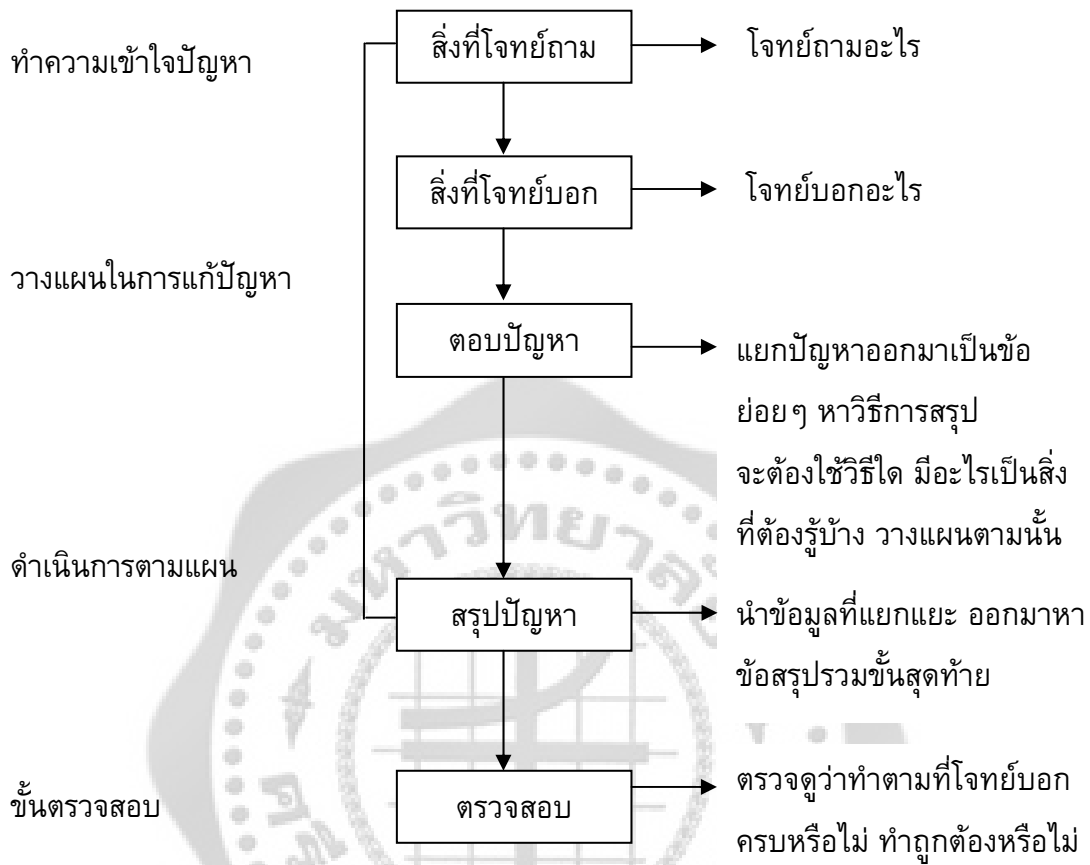 ทำความเข้าใจปัญหา
สิ่งที่โจทย์ถาม
โจทย์ถามอะไร
สิ่งที่โจทย์บอก
โจทย์บอกอะไร
วางแผนในการแก้ปัญหา
ตอบปัญหา
แยกปัญหาออกมาเป็นข้อ
ย่อยๆ หาวิธีการสรุป
จะต้องใช้วิธีใด มีอะไรเป็นสิ่ง
ที่ต้องรู้บ้าง วางแผนตามนั้น
ดำเนินการตามแผน
สรุปปัญหา
นำข้อมูลที่แยกแยะ ออกมาหา
ข้อสรุปรวมขั้นสุดท้าย
ขั้นตรวจสอบ
ตรวจสอบ
ตรวจดูว่าทำตามที่โจทย์บอก
ครบหรือไม่ ทำถูกต้องหรือไม่